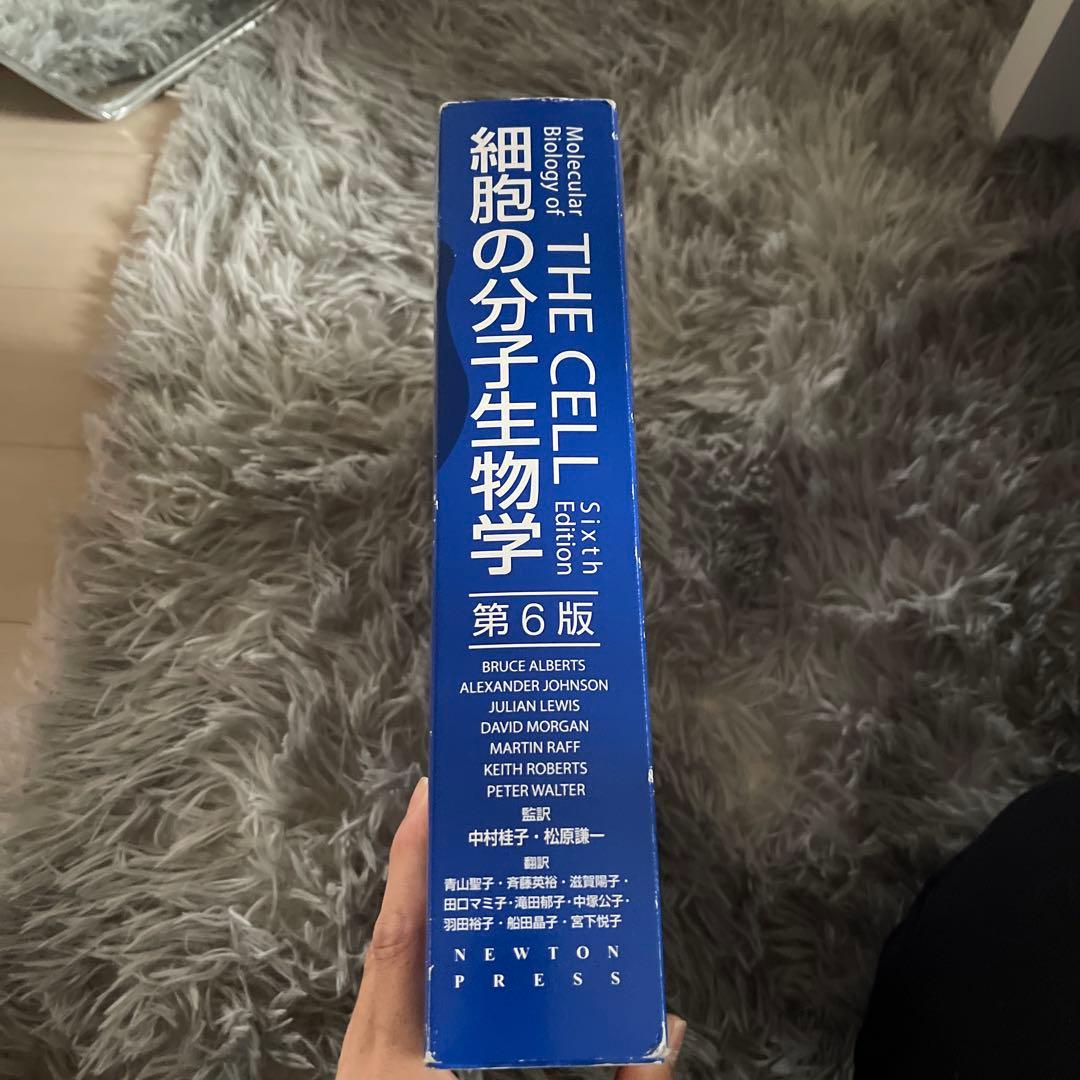 Molecular
Biology of
THE CELL
Sixth
Edition
細胞の分子生物学
第6版
BRUCE ALBERTS
ALEXANDER JOHNSON
JULIAN LEWIS
DAVID MORGAN
MARTIN RAFF
KEITH ROBERTS
PETER WALTER
監訳
中村桂子・松原謙一
翻訳
青山聖子・斉藤英裕・滋賀陽子・
田口マミ子・滝田郁子・中塚公子・
羽田裕子・船田晶子・宮下悦子
NEWTON
PRESS